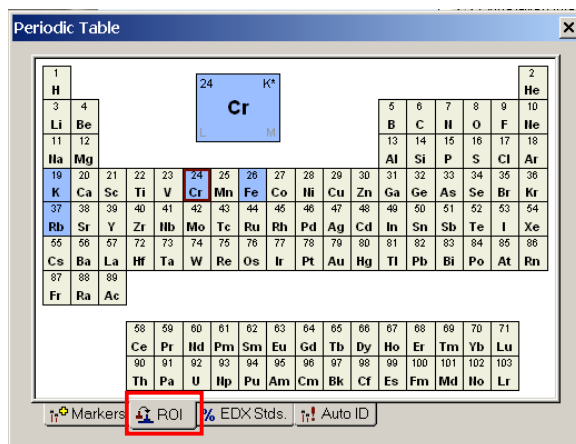 Periodic Table
24 K*
Cr
L M
1 2
H He
3 4 5 6 7 8 9 10
Li Be B C N O F Ne
11 12 13 14 15 16 17 18
Na Mg Al Si P S Cl Ar
19 20 21 22 23 24 25 26 27 28 29 30 31 32 33 34 35 36
K Ca Sc Ti V Cr Mn Fe Co Ni Cu Zn Ga Ge As Se Br Kr
37 38 39 40 41 42 43 44 45 46 47 48 49 50 51 52 53 54
Rb Sr Y Zr Nb Mo Tc Ru Rh Pd Ag Cd In Sn Sb Te I Xe
55 56 57 72 73 74 75 76 77 78 79 80 81 82 83 84 85 86
Cs Ba La Hf Ta W Re Os Ir Pt Au Hg Tl Pb Bi Po At Rn
87 88 89
Fr Ra Ac
58 59 60 61 62 63 64 65 66 67 68 69 70 71
Ce Pr Nd Pm Sm Eu Gd Tb Dy Ho Er Tm Yb Lu
90 91 92 93 94 95 96 97 98 99 100 101 102 103
Th Pa U Np Pu Am Cm Bk Cf Es Fm Md No Lr
Markers ROI % EDX Stds. Auto ID